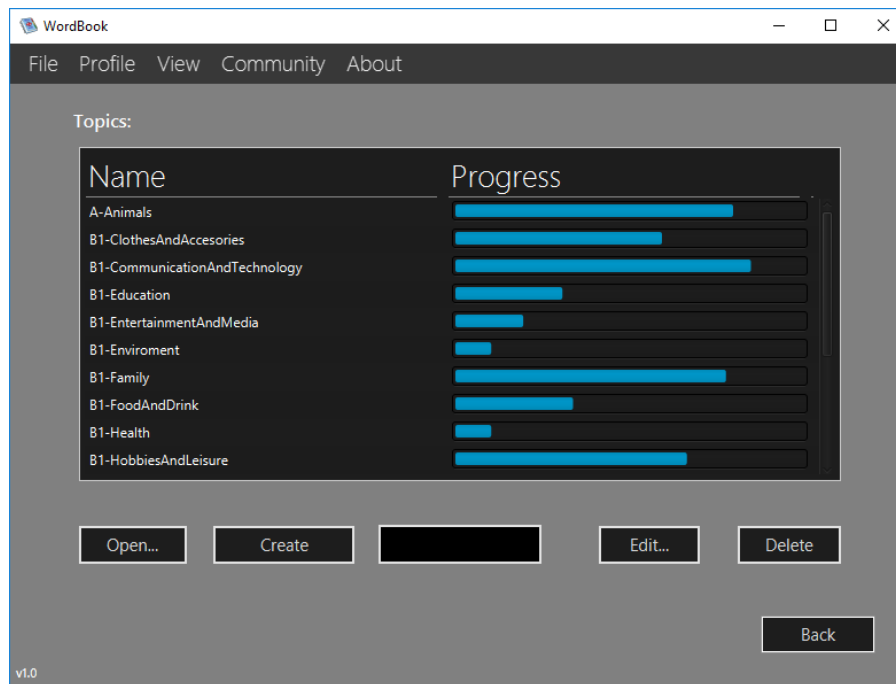 WordBook
File Profile View Community About
Topics:
Name Progress
A-Animals
B1-ClothesAndAccesories
B1-CommunicationAndTechnology
B1-Education
B1-EntertainmentAndMedia
B1-Enviroment
B1-Family
B1-FoodAndDrink
B1-Health
B1-HobbiesAndLeisure
Open... Create Edit... Delete
Back
v1.0